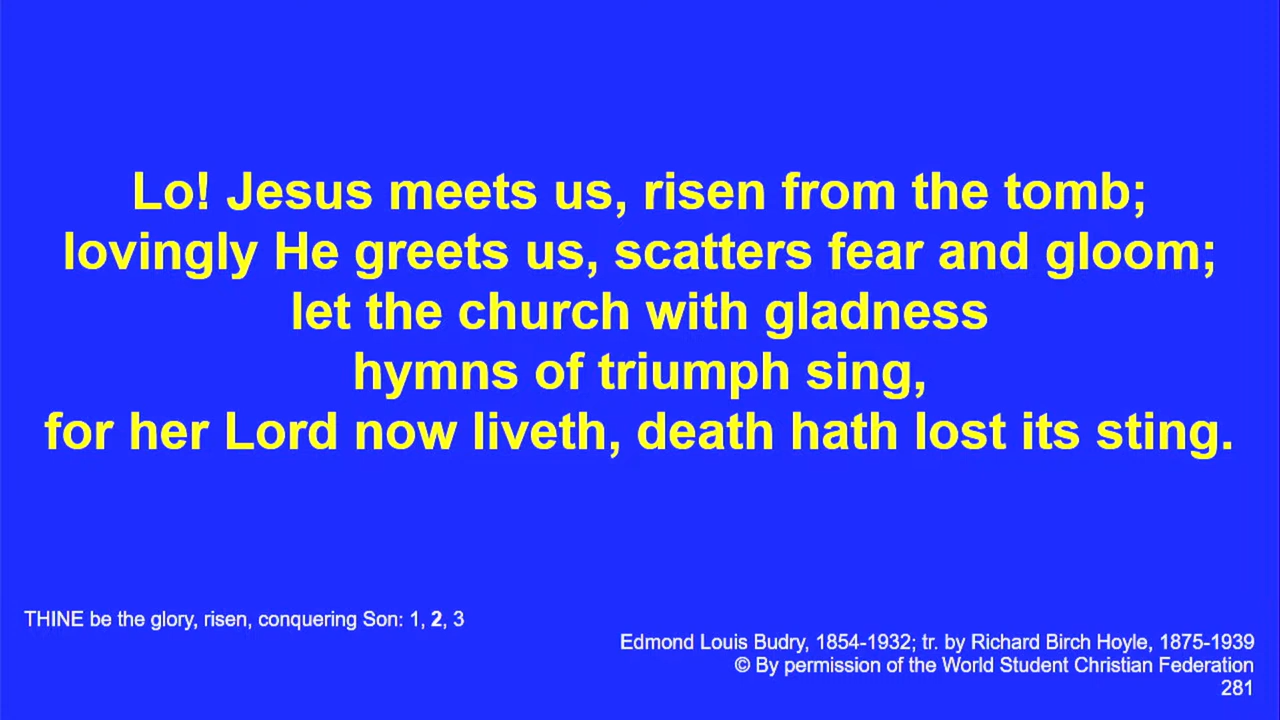 Lo! Jesus meets us, risen from the tomb;
lovingly He greets us, scatters fear and gloom;
let the church with gladness
hymns of triumph sing,
for her Lord now liveth, death hath lost its sting.
THINE be the glory, risen, conquering Son: 1, 2, 3
Edmond Louis Budry, 1854-1932; tr. by Richard Birch Hoyle, 1875-1939
© By permission of the World Student Christian Federation
281